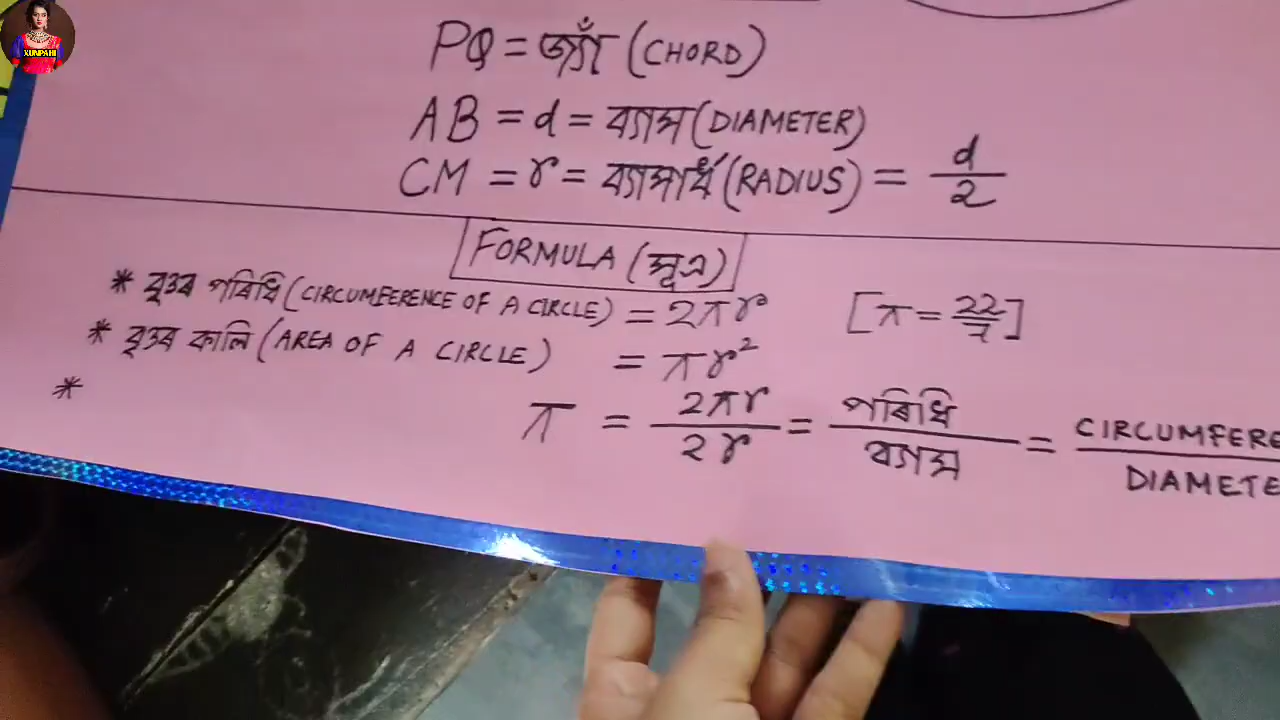 XUNPAHI
PQ = জ্যাঁ (CHORD)
AB = d = ব্যাস (DIAMETER)
CM = r = ব্যাসাৰ্ধ (RADIUS) = d/2
FORMULA (সূত্ৰ)
* বৃত্তৰ পৰিধি (CIRCUMFERENCE OF A CIRCLE) = 2πr [π = 22/7]
* বৃত্তৰ কালি (AREA OF A CIRCLE) = πr²
* π = 2πr/2r = পৰিধি/ব্যাস = CIRCUMFERE/DIAMETE